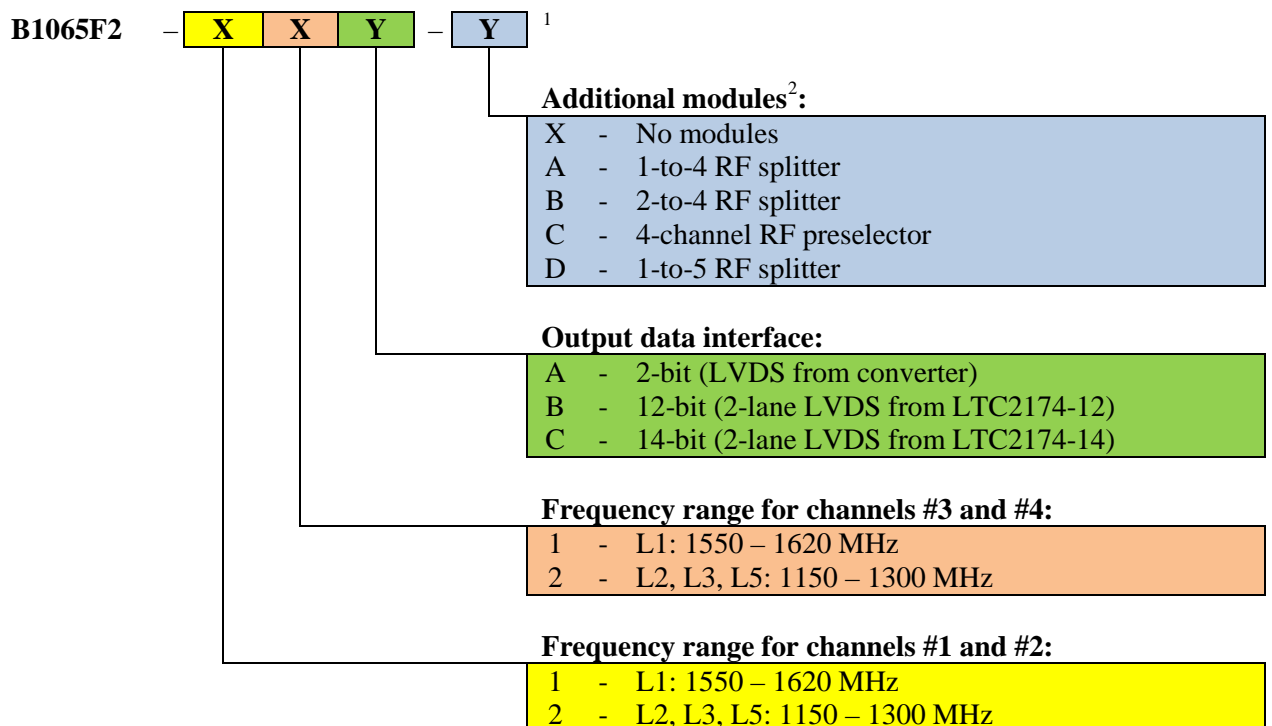 B1065F2 – X X Y – Y 1
Additional modules2:
X - No modules
A - 1-to-4 RF splitter
B - 2-to-4 RF splitter
C - 4-channel RF preselector
D - 1-to-5 RF splitter
Output data interface:
A - 2-bit (LVDS from converter)
B - 12-bit (2-lane LVDS from LTC2174-12)
C - 14-bit (2-lane LVDS from LTC2174-14)
Frequency range for channels #3 and #4:
1 - L1: 1550 – 1620 MHz
2 - L2, L3, L5: 1150 – 1300 MHz
Frequency range for channels #1 and #2:
1 - L1: 1550 – 1620 MHz
2 - L2, L3, L5: 1150 – 1300 MHz